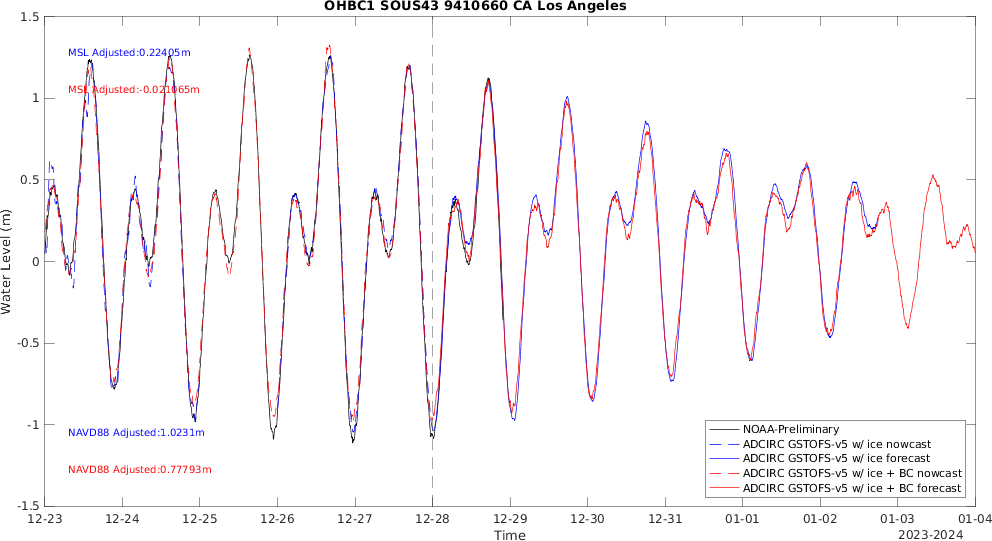 OHBC1 SOUS43 9410660 CA Los Angeles
1.5
1
0.5
0
-0.5
-1
-1.5
Water Level (m)
MSL Adjusted:0.22405m
MSL Adjusted:-0.021065m
NAVD88 Adjusted:1.0231m
NAVD88 Adjusted:0.77793m
NOAA-Preliminary
ADCIRC GSTOFS-v5 w/ ice nowcast
ADCIRC GSTOFS-v5 w/ ice forecast
ADCIRC GSTOFS-v5 w/ ice + BC nowcast
ADCIRC GSTOFS-v5 w/ ice + BC forecast
12-23 12-24 12-25 12-26 12-27 12-28 12-29 12-30 12-31 01-01 01-02 01-03 01-04
Time
2023-2024